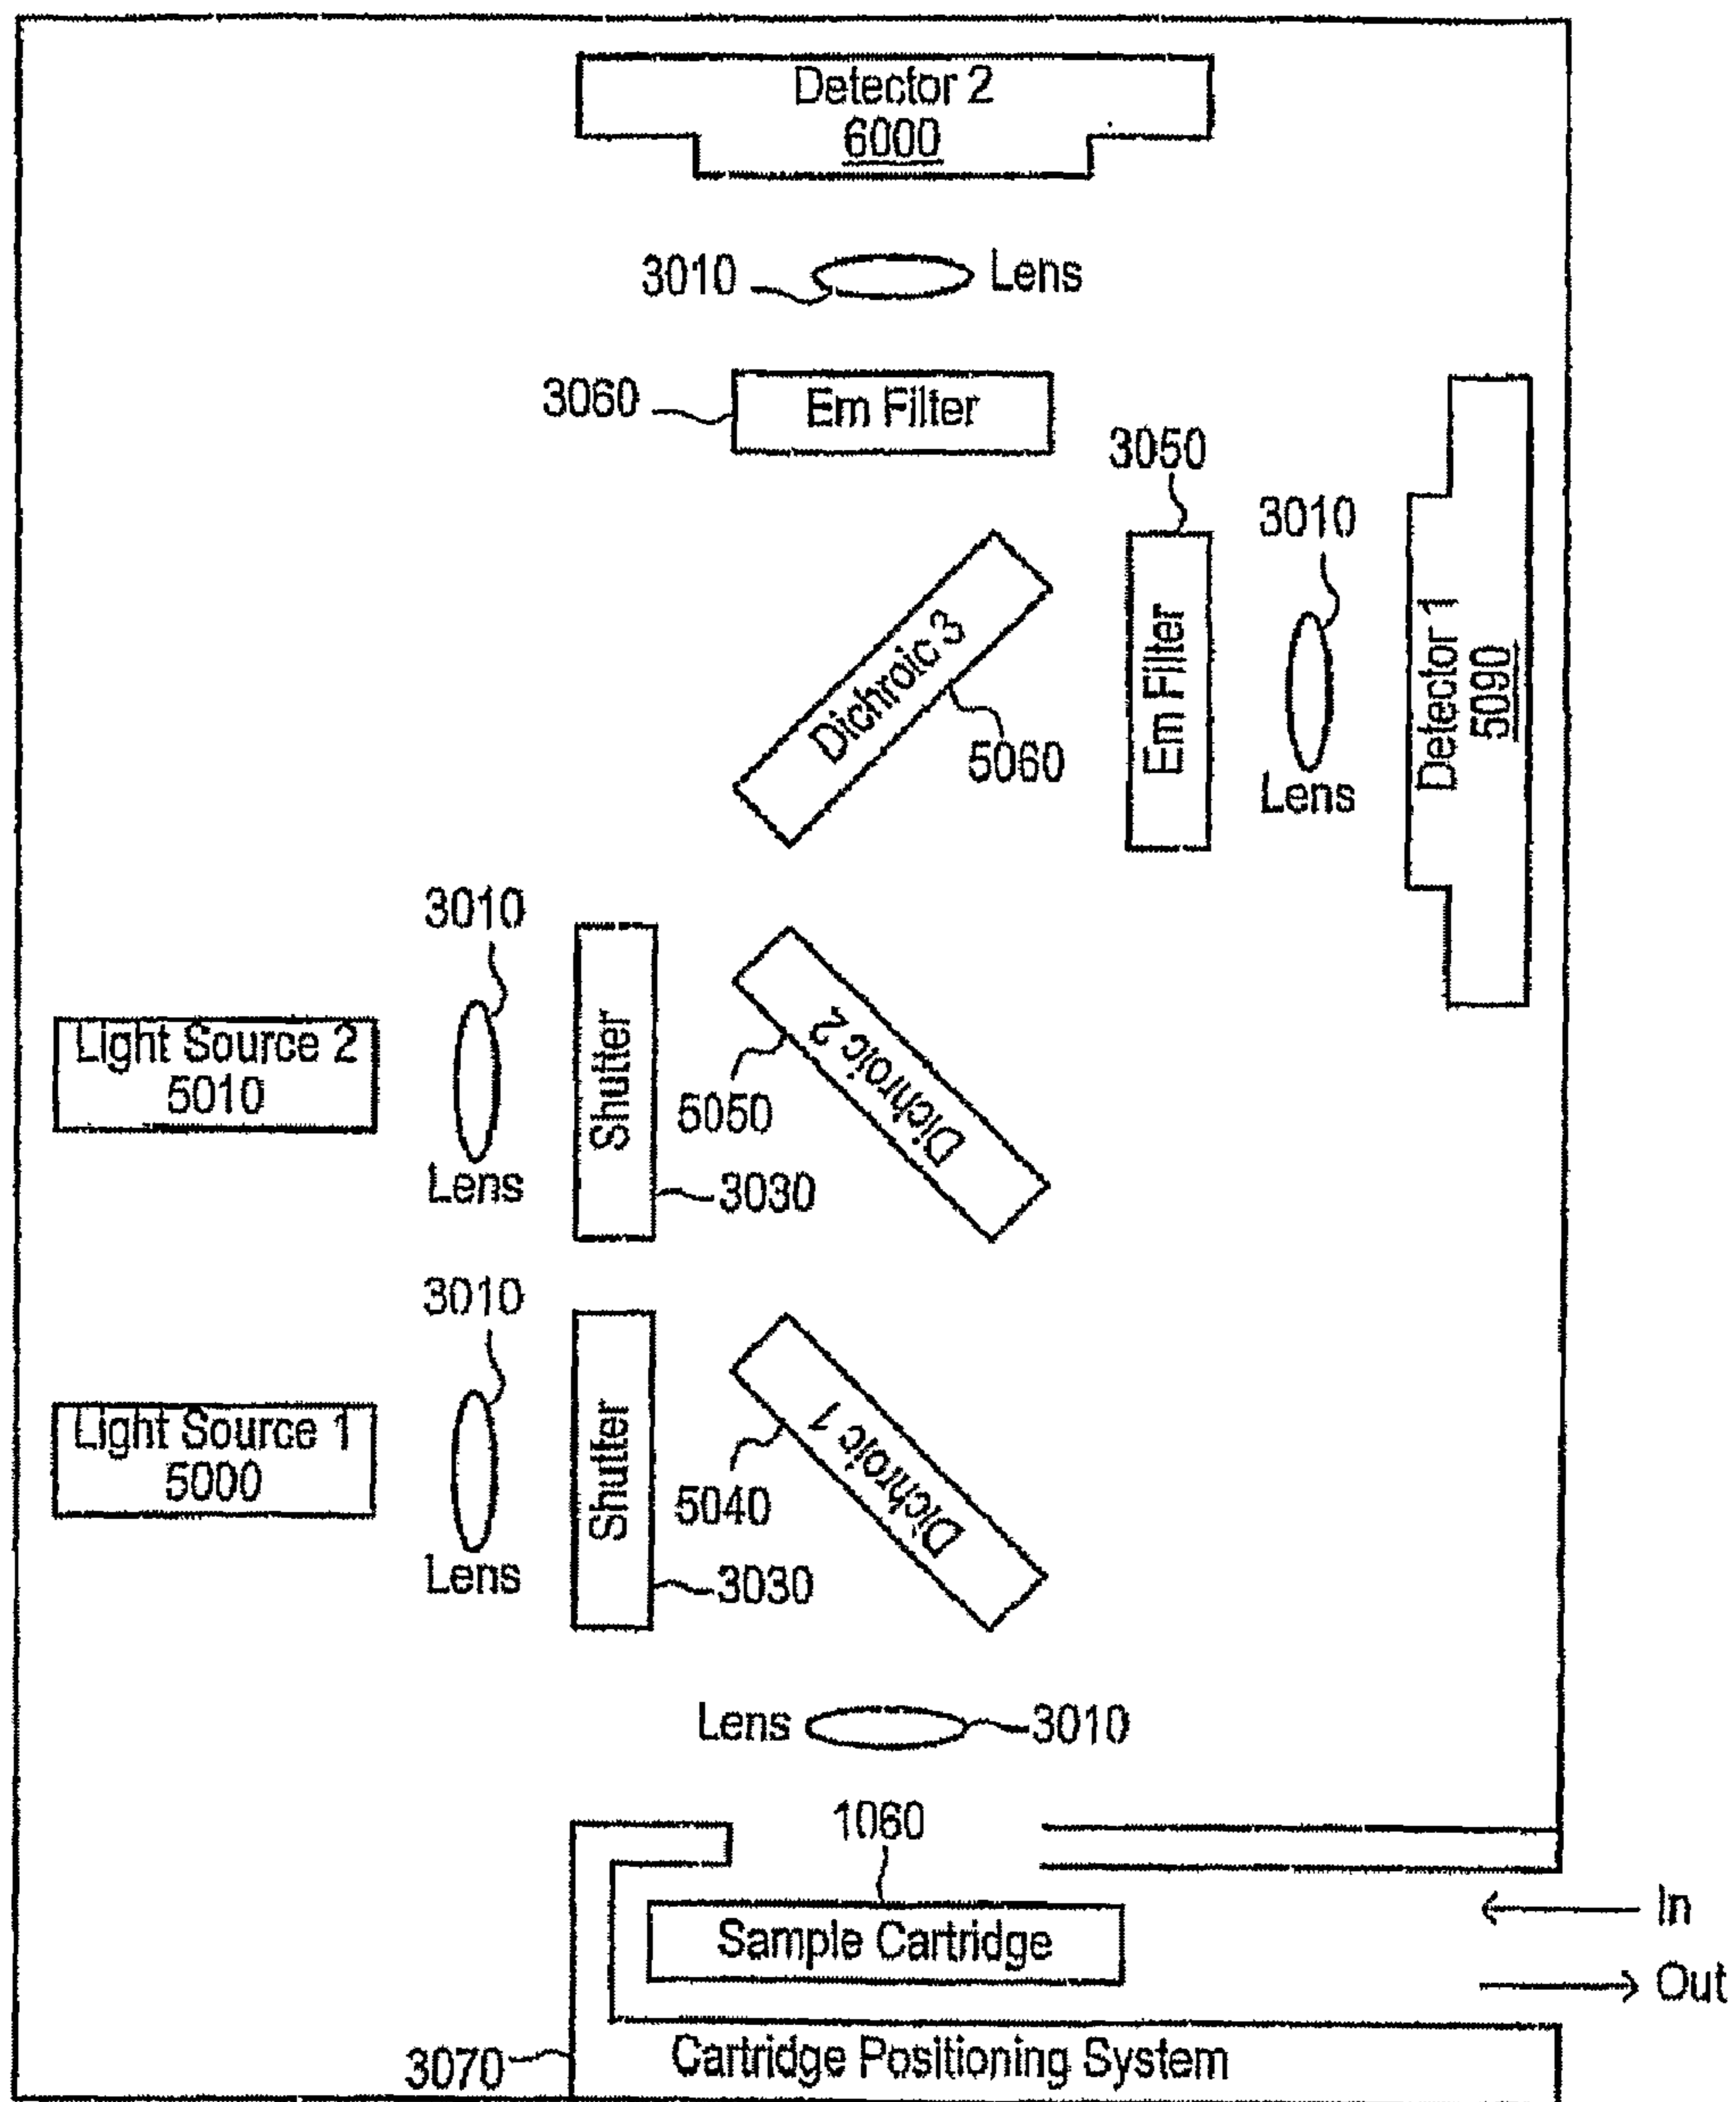 Detector 2
6000
3010
Lens
3060
Em Filter
3050
3010
Dichroic 3
5060
Em Filter
Lens
Detector 1
5090
3010
Light Source 2
5010
Lens
Shutter
3030
Dichroic 2
5050
3010
Light Source 1
5000
Lens
Shutter
3030
Dichroic 1
5040
Lens
3010
1060
Sample Cartridge
In
Out
3070
Cartridge Positioning System